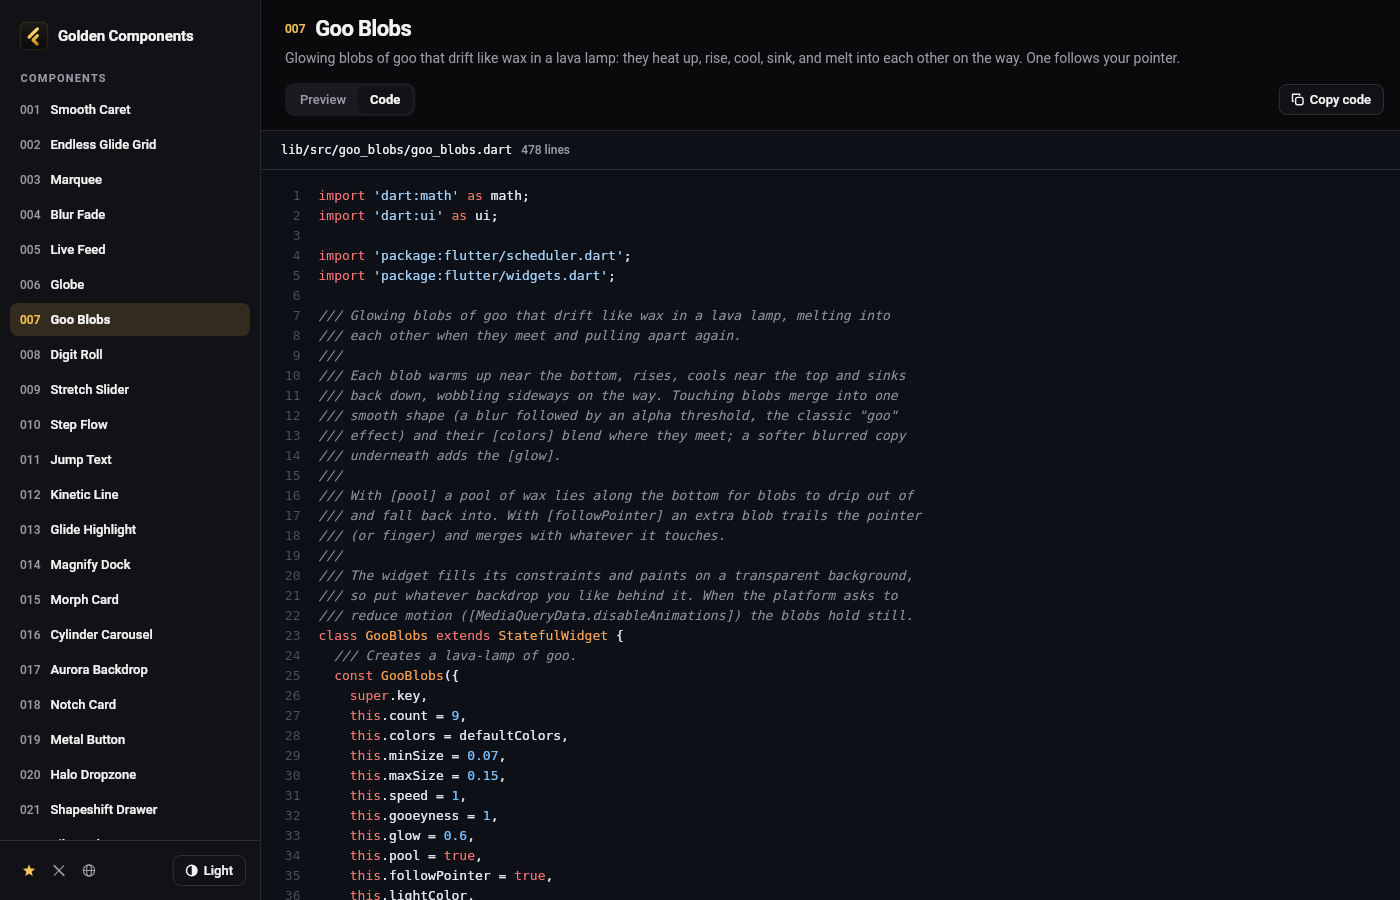 Golden Components
COMPONENTS
001 Smooth Caret
002 Endless Glide Grid
003 Marquee
004 Blur Fade
005 Live Feed
006 Globe
007 Goo Blobs
008 Digit Roll
009 Stretch Slider
010 Step Flow
011 Jump Text
012 Kinetic Line
013 Glide Highlight
014 Magnify Dock
015 Morph Card
016 Cylinder Carousel
017 Aurora Backdrop
018 Notch Card
019 Metal Button
020 Halo Dropzone
021 Shapeshift Drawer
Light
007 Goo Blobs
Glowing blobs of goo that drift like wax in a lava lamp: they heat up, rise, cool, sink, and melt into each other on the way. One follows your pointer.
Preview Code
Copy code
lib/src/goo_blobs/goo_blobs.dart 478 lines
1 import 'dart:math' as math;
2 import 'dart:ui' as ui;
3
4 import 'package:flutter/scheduler.dart';
5 import 'package:flutter/widgets.dart';
6
7 /// Glowing blobs of goo that drift like wax in a lava lamp, melting into
8 /// each other when they meet and pulling apart again.
9 ///
10 /// Each blob warms up near the bottom, rises, cools near the top and sinks
11 /// back down, wobbling sideways on the way. Touching blobs merge into one
12 /// smooth shape (a blur followed by an alpha threshold, the classic "goo"
13 /// effect) and their [colors] blend where they meet; a softer blurred copy
14 /// underneath adds the [glow].
15 ///
16 /// With [pool] a pool of wax lies along the bottom for blobs to drip out of
17 /// and fall back into. With [followPointer] an extra blob trails the pointer
18 /// (or finger) and merges with whatever it touches.
19 ///
20 /// The widget fills its constraints and paints on a transparent background,
21 /// so put whatever backdrop you like behind it. When the platform asks to
22 /// reduce motion ([MediaQueryData.disableAnimations]) the blobs hold still.
23 class GooBlobs extends StatefulWidget {
24 /// Creates a lava-lamp of goo.
25 const GooBlobs({
26 super.key,
27 this.count = 9,
28 this.colors = defaultColors,
29 this.minSize = 0.07,
30 this.maxSize = 0.15,
31 this.speed = 1,
32 this.gooeyness = 1,
33 this.glow = 0.6,
34 this.pool = true,
35 this.followPointer = true,
36 this.lightColor,